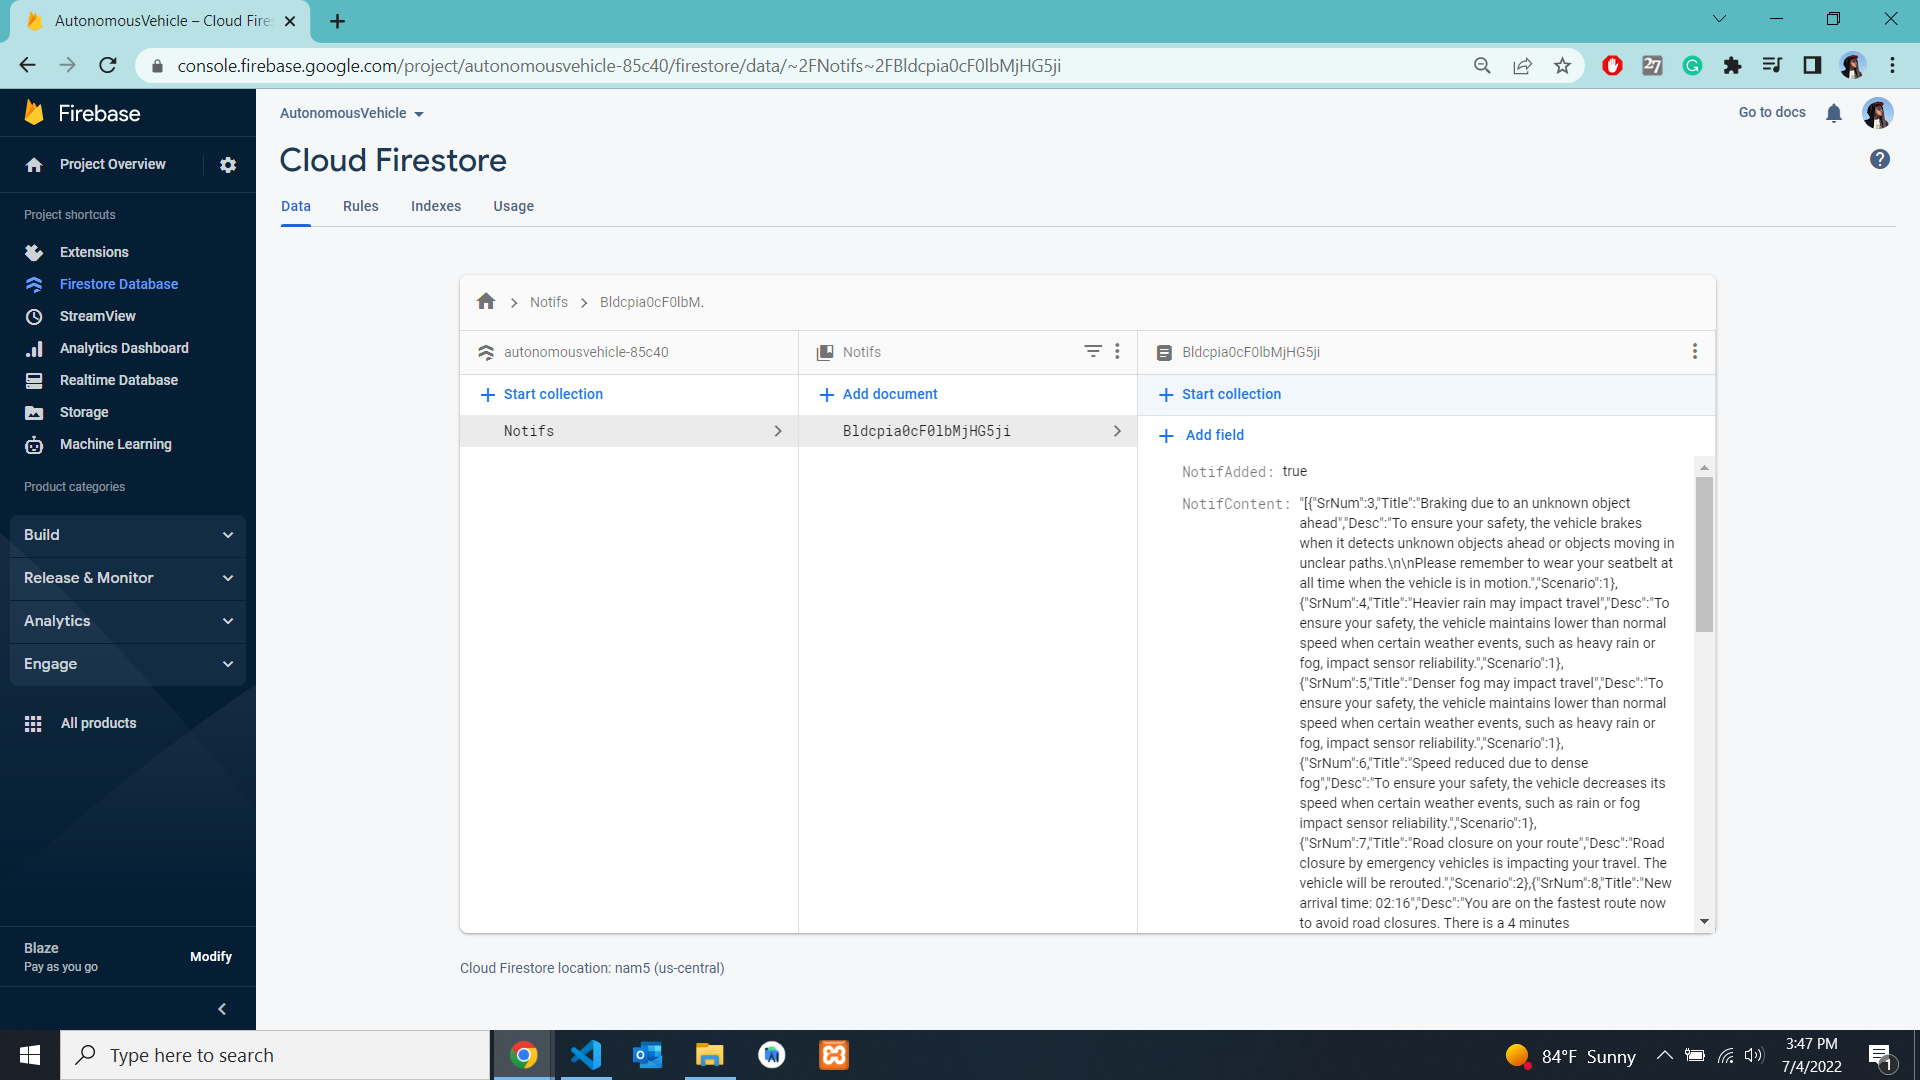 AutonomousVehicle – Cloud Fires
console.firebase.google.com/project/autonomousvehicle-85c40/firestore/data/~2FNotifs~2FBldcpia0cF0lbMjHG5ji
27
Firebase
Project Overview
Project shortcuts
Extensions
Firestore Database
StreamView
Analytics Dashboard
Realtime Database
Storage
Machine Learning
Product categories
Build
Release & Monitor
Analytics
Engage
All products
Blaze
Pay as you go
Modify
AutonomousVehicle
Go to docs
Cloud Firestore
Data Rules Indexes Usage
Notifs Bldcpia0cF0lbM.
autonomousvehicle-85c40
Start collection
Notifs
Notifs
Add document
Bldcpia0cF0lbMjHG5ji
Bldcpia0cF0lbMjHG5ji
Start collection
Add field
NotifAdded: true
NotifContent: "[{"SrNum":3,"Title":"Braking due to an unknown object
ahead","Desc":"To ensure your safety, the vehicle brakes
when it detects unknown objects ahead or objects moving in
unclear paths.\n\nPlease remember to wear your seatbelt at
all time when the vehicle is in motion.","Scenario":1},
{"SrNum":4,"Title":"Heavier rain may impact travel","Desc":"To
ensure your safety, the vehicle maintains lower than normal
speed when certain weather events, such as heavy rain or
fog, impact sensor reliability.","Scenario":1},
{"SrNum":5,"Title":"Denser fog may impact travel","Desc":"To
ensure your safety, the vehicle maintains lower than normal
speed when certain weather events, such as heavy rain or
fog, impact sensor reliability.","Scenario":1},
{"SrNum":6,"Title":"Speed reduced due to dense
fog","Desc":"To ensure your safety, the vehicle decreases its
speed when certain weather events, such as rain or fog
impact sensor reliability.","Scenario":1},
{"SrNum":7,"Title":"Road closure on your route","Desc":"Road
closure by emergency vehicles is impacting your travel. The
vehicle will be rerouted.","Scenario":2},{"SrNum":8,"Title":"New
arrival time: 02:16","Desc":"You are on the fastest route now
to avoid road closures. There is a 4 minutes
Cloud Firestore location: nam5 (us-central)
Type here to search
84°F Sunny
3:47 PM
7/4/2022
1